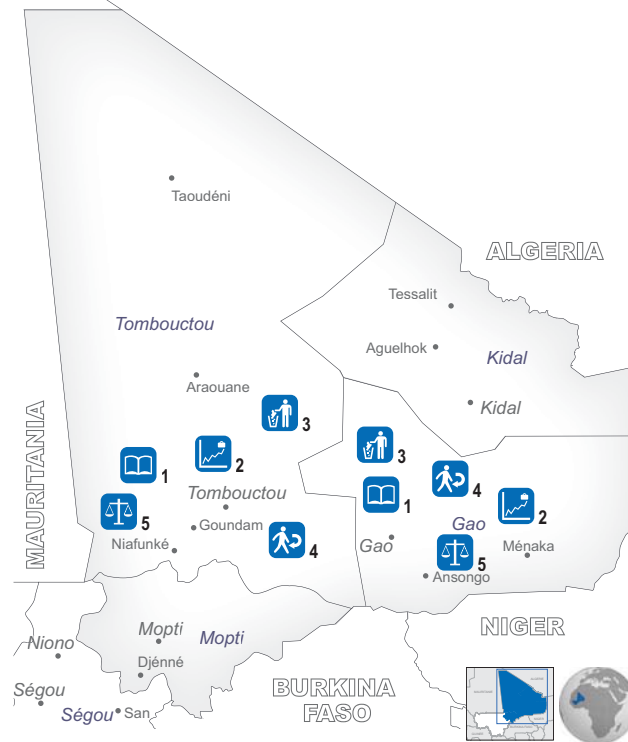 Taoudéni
ALGERIA
Tessalit
Tombouctou
Aguelhok
Kidal
Araouane
Kidal
MAURITANIA
3
3
2
1
4
1
2
Tombouctou
5
Gao
Goundam
Gao
4
5
Ménaka
Niafunké
Ansongo
NIGER
Mopti
Mopti
Niono
Djénné
BURKINA
FASO
Ségou
Ségou
San